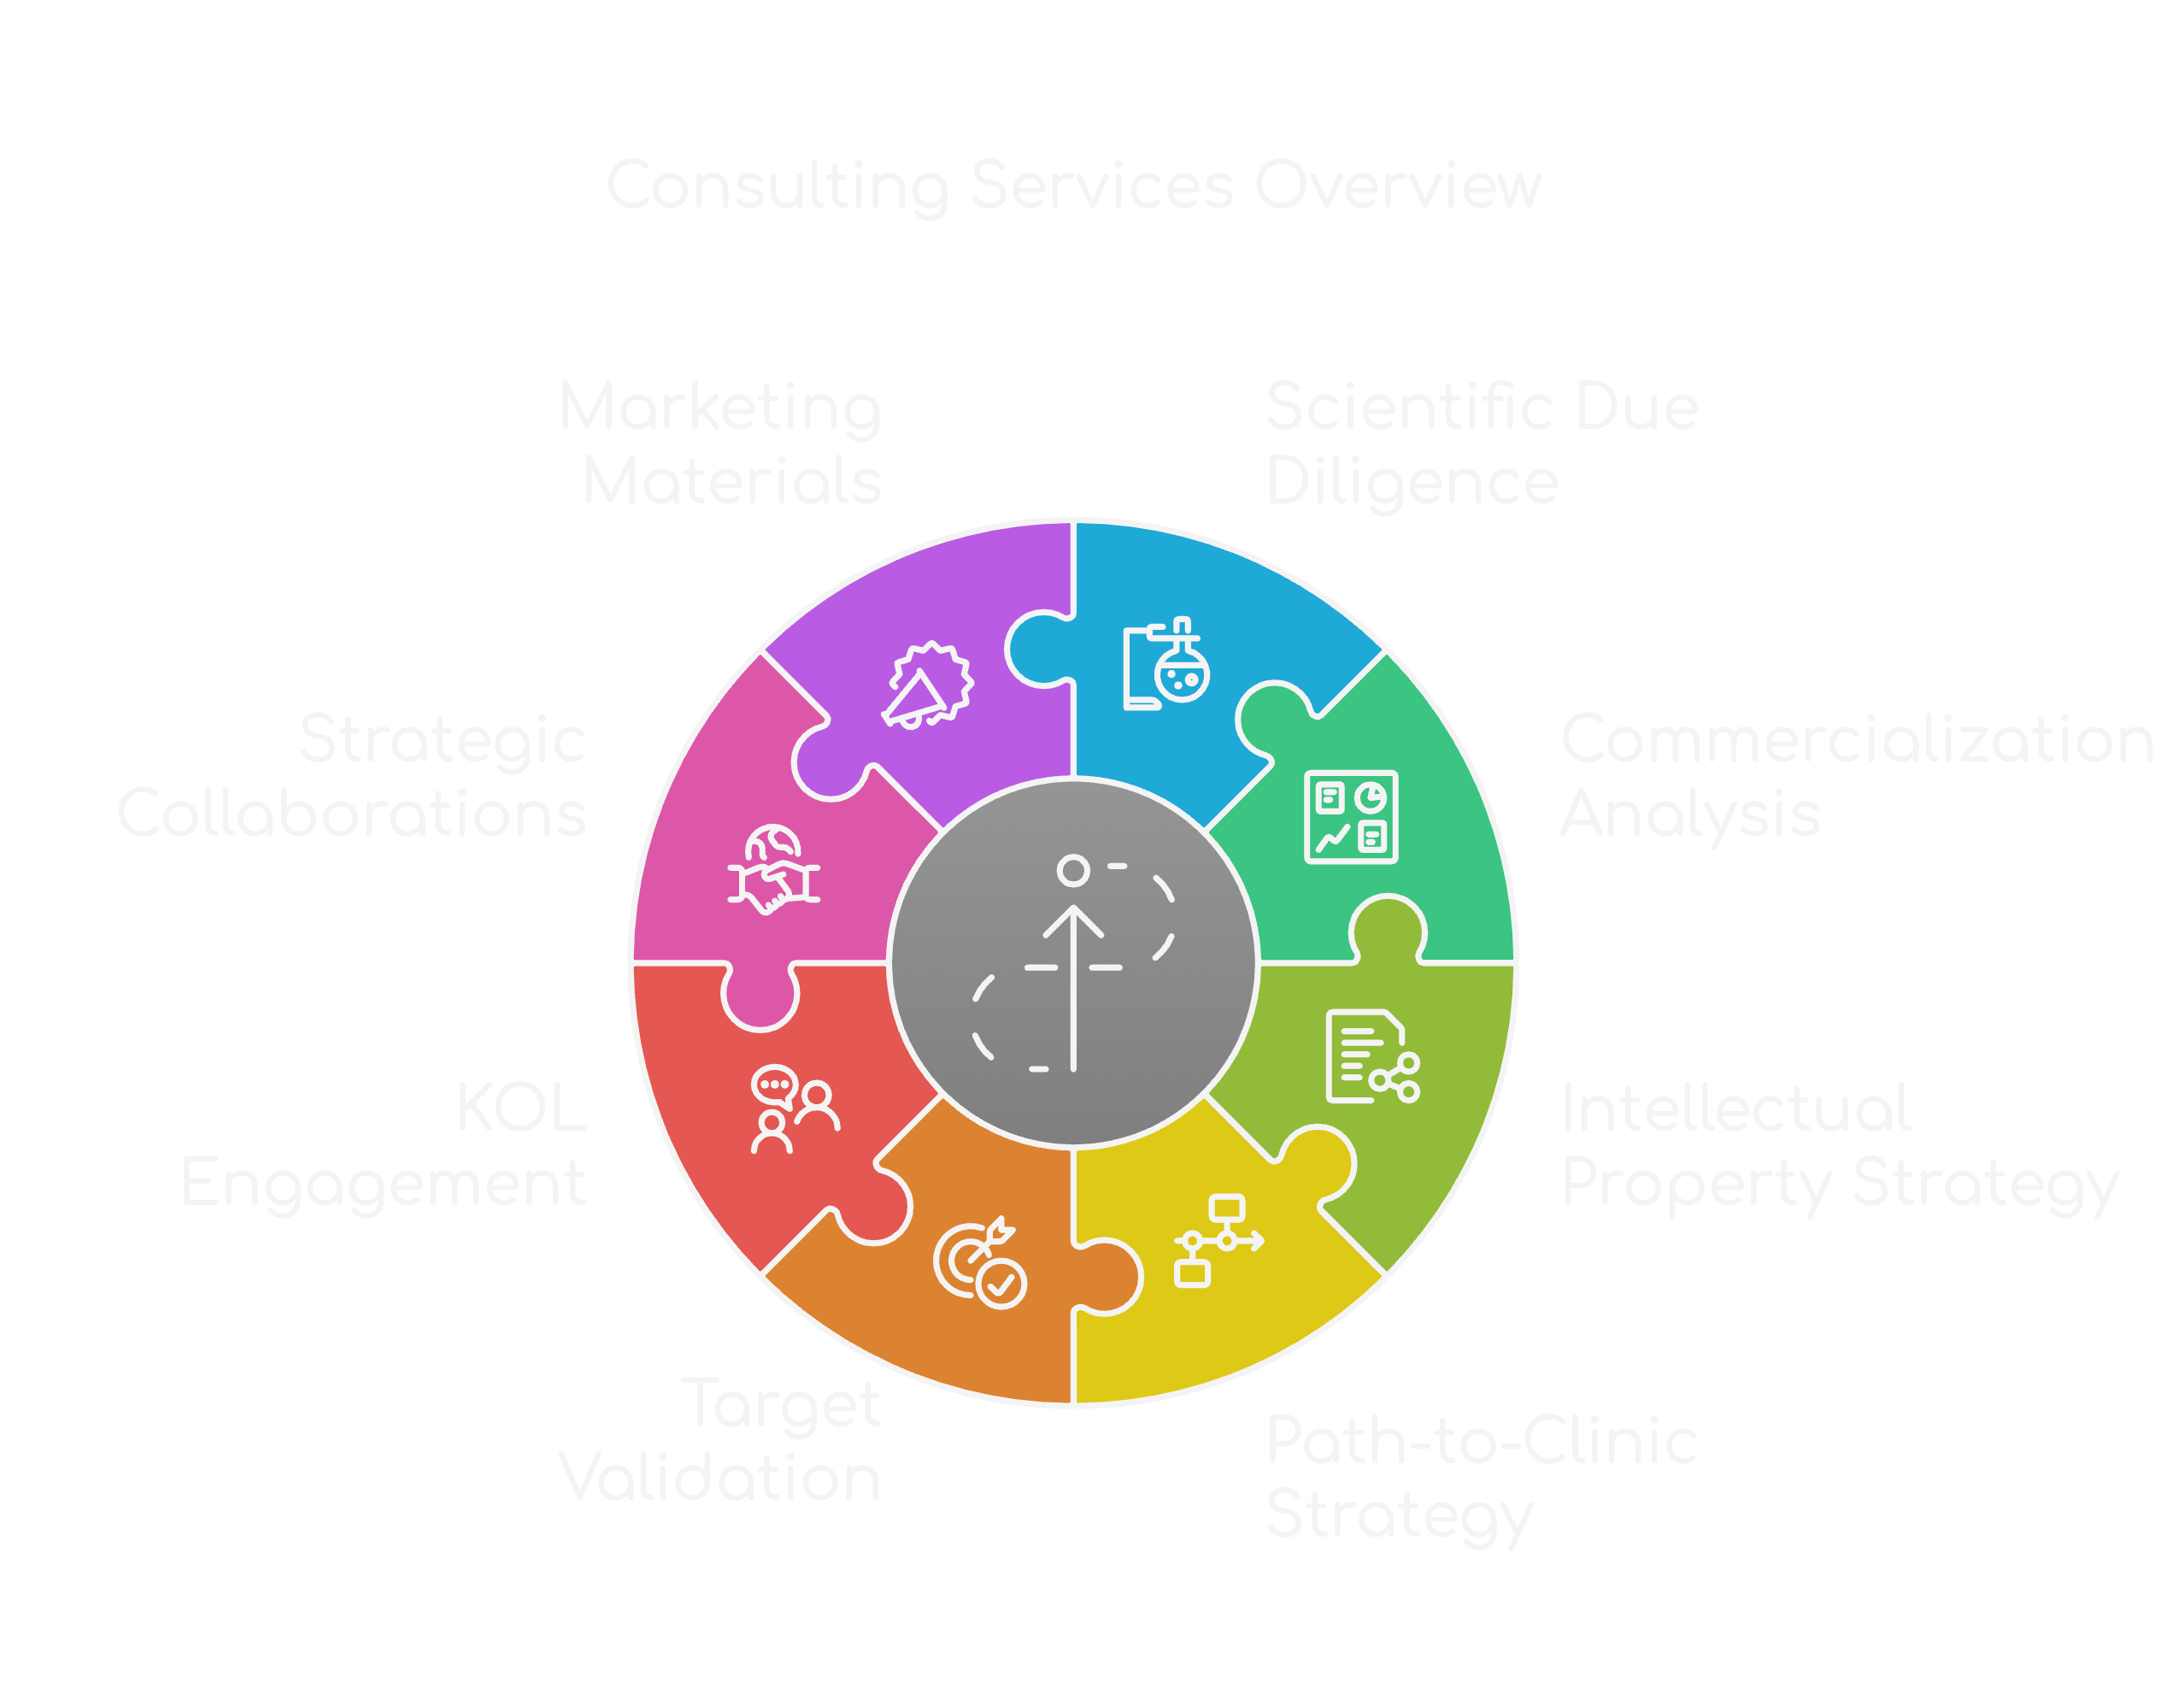 Consulting Services Overview
Marketing
Materials
Scientific Due
Diligence
Strategic
Collaborations
Commercialization
Analysis
KOL
Engagement
Intellectual
Property Strategy
Target
Validation
Path-to-Clinic
Strategy